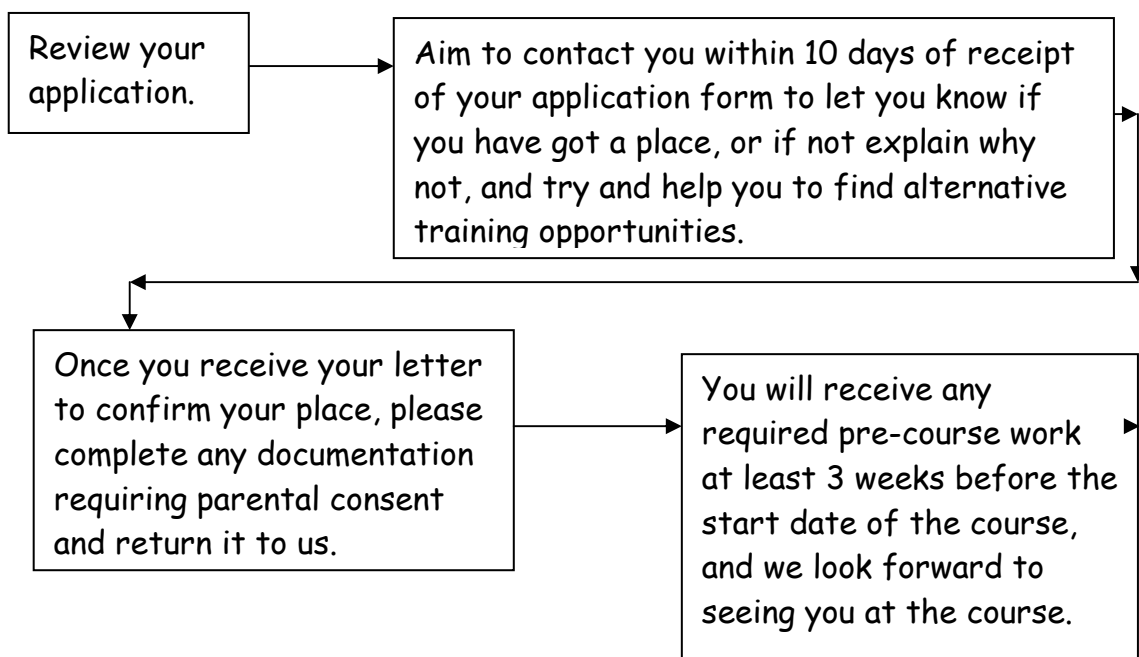 Review your
application.
Aim to contact you within 10 days of receipt
of your application form to let you know if
you have got a place, or if not explain why
not, and try and help you to find alternative
training opportunities.
Once you receive your letter
to confirm your place, please
complete any documentation
requiring parental consent
and return it to us.
You will receive any
required pre-course work
at least 3 weeks before the
start date of the course,
and we look forward to
seeing you at the course.